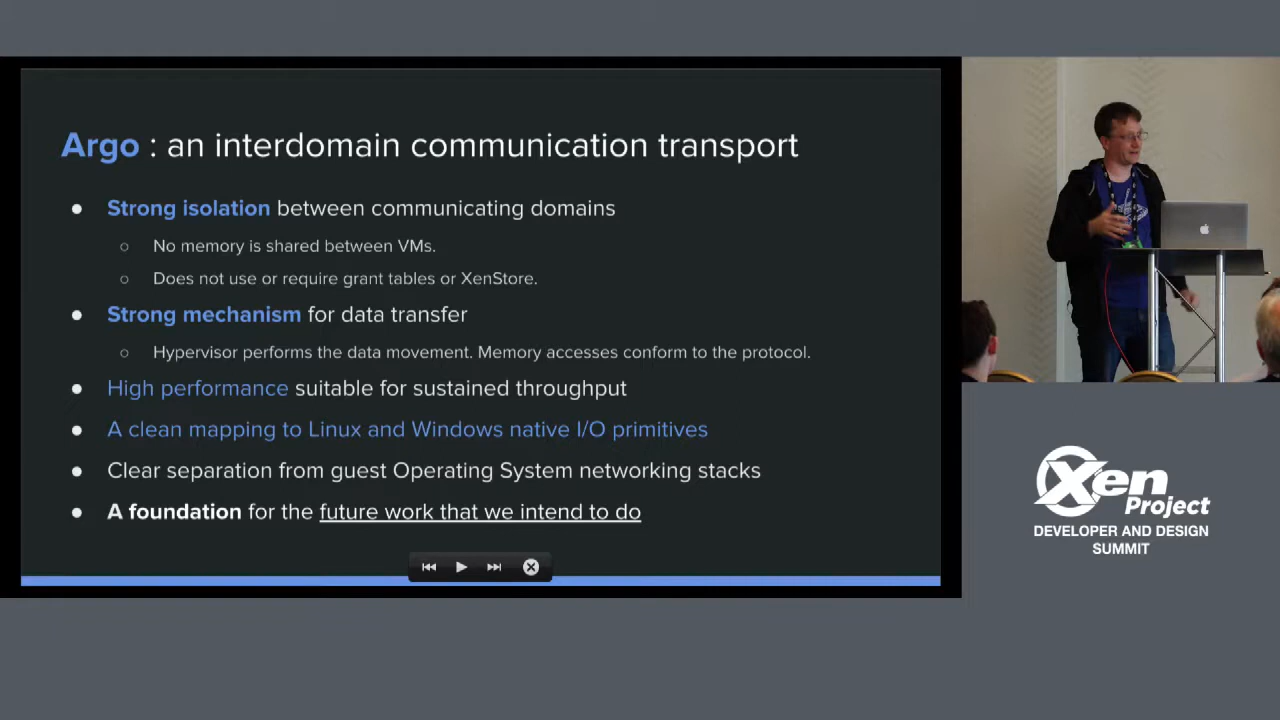 Argo : an interdomain communication transport
● Strong isolation between communicating domains
○ No memory is shared between VMs.
○ Does not use or require grant tables or XenStore.
● Strong mechanism for data transfer
○ Hypervisor performs the data movement. Memory accesses conform to the protocol.
● High performance suitable for sustained throughput
● A clean mapping to Linux and Windows native I/O primitives
● Clear separation from guest Operating System networking stacks
● A foundation for the future work that we intend to do
Xen
Project
DEVELOPER AND DESIGN
SUMMIT